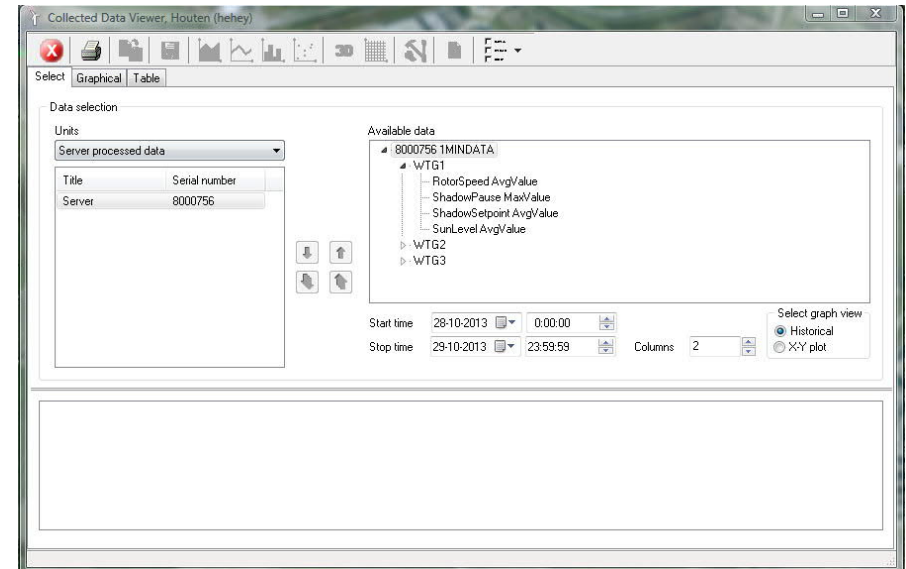 Collected Data Viewer, Houten (hehey)
3D
Select Graphical Table
Data selection
Units
Server processed data
Title Serial number
Server 8000756
Available data
8000756 1MINDATA
WTG1
RotorSpeed AvgValue
ShadowPause MaxValue
ShadowSetpoint AvgValue
SunLevel AvgValue
WTG2
WTG3
Start time 28-10-2013 0:00:00
Stop time 29-10-2013 23:59:59 Columns 2
Select graph view
Historical
X-Y plot